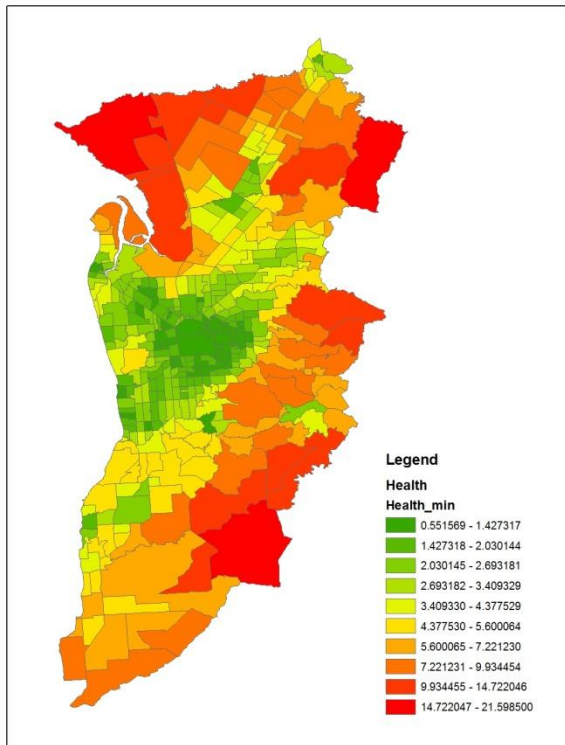 Legend
Health
Health_min
0.551569 - 1.427317
1.427318 - 2.030144
2.030145 - 2.693181
2.693182 - 3.409329
3.409330 - 4.377529
4.377530 - 5.600064
5.600065 - 7.221230
7.221231 - 9.934454
9.934455 - 14.722046
14.722047 - 21.598500